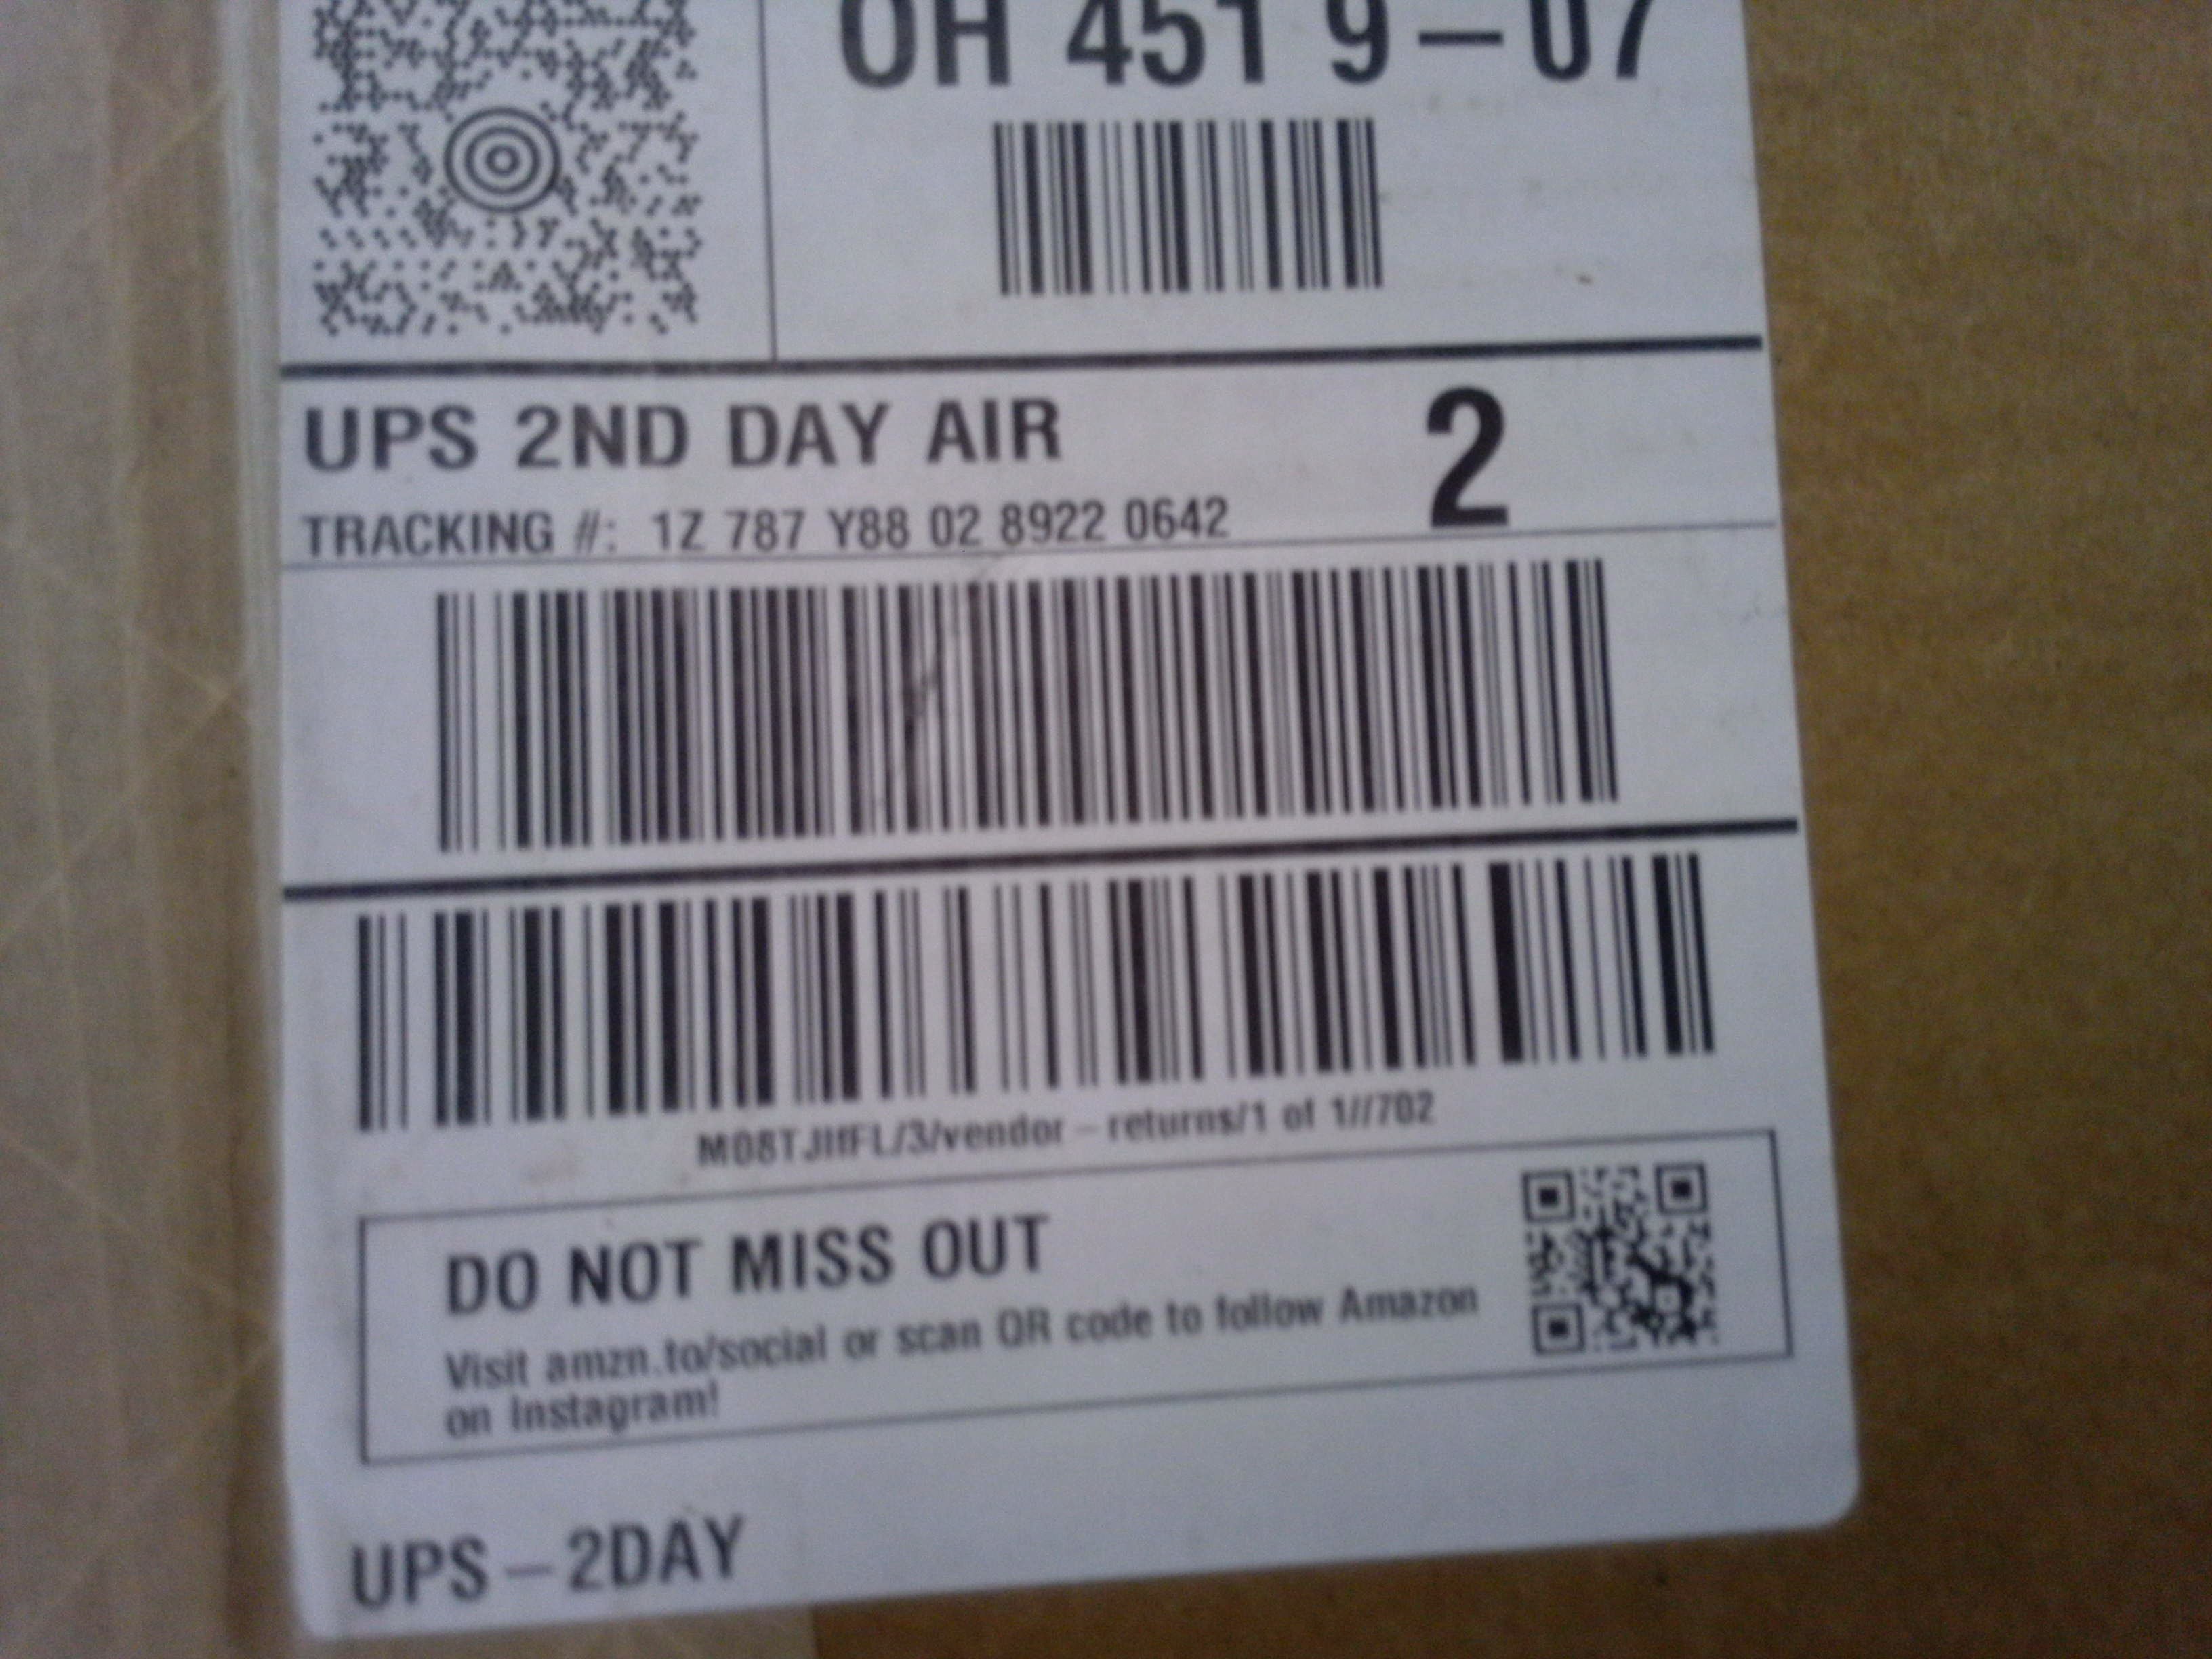 OH 451 9-07
UPS 2ND DAY AIR
2
TRACKING #: 1Z 787 Y88 02 8922 0642
/3/vendor-returns/1 of 1//702
DO NOT MISS OUT
Visit amzn.to/social or scan QR code to follow Amazon
on Instagram!
UPS-2DAY